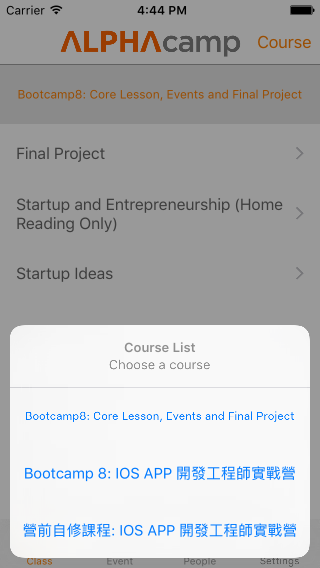 Carrier 4:44 PM
ALPHAcamp Course
Bootcamp8: Core Lesson, Events and Final Project
Final Project
Startup and Entrepreneurship (Home
Reading Only)
Startup Ideas
Course List
Choose a course
Bootcamp8: Core Lesson, Events and Final Project
Bootcamp 8: IOS APP 開發工程師實戰營
營前自修課程: IOS APP 開發工程師實戰營
Class Event People Settings